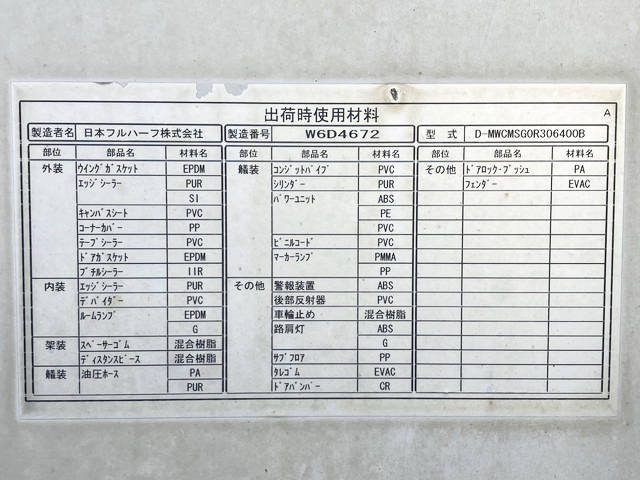 出荷時使用材料
A
製造者名 日本フルハーフ株式会社 製造番号 W6D4672 型式 D-MWCMSG0R306400B
部位 部品名 材料名
外装 ウイングガスケット EPDM
エッジシーラー PUR
SI
キャンバスシート PVC
コーナーカバー PP
テープシーラー PVC
ドアガスケット EPDM
ブチルシーラー IIR
内装 エッジシーラー PUR
デバイダー PVC
ルームランプ EPDM
G
架装 スペーサーゴム 混合樹脂
ディスタンスピース 混合樹脂
艤装 油圧ホース PA
PUR
部位 部品名 材料名
艤装 コンジットパイプ PVC
シリンダー PUR
パワーユニット ABS
PE
PVC
ビニルコード PVC
マーカーランプ PMMA
PP
その他 警報装置 ABS
後部反射器 PVC
車輪止め 混合樹脂
路肩灯 ABS
G
サブフロア PP
タレゴム EVAC
ドアバンパー CR
部位 部品名 材料名
その他 ドアロック・ブッシュ PA
フェンダー EVAC